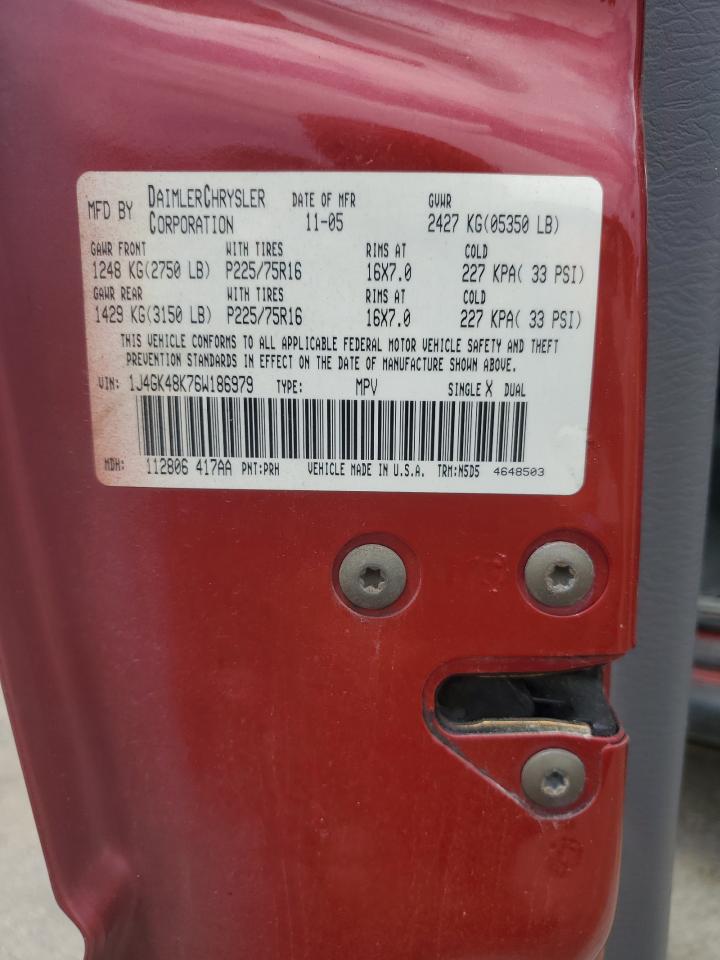 MFD BY DAIMLERCHRYSLER CORPORATION DATE OF MFR 11-05 GVWR 2427 KG(05350 LB)
GAWR FRONT WITH TIRES RIMS AT COLD
1248 KG(2750 LB) P225/75R16 16X7.0 227 KPA( 33 PSI)
GAWR REAR WITH TIRES RIMS AT COLD
1429 KG(3150 LB) P225/75R16 16X7.0 227 KPA( 33 PSI)
THIS VEHICLE CONFORMS TO ALL APPLICABLE FEDERAL MOTOR VEHICLE SAFETY AND THEFT
PREVENTION STANDARDS IN EFFECT ON THE DATE OF MANUFACTURE SHOWN ABOVE.
VIN: 1J4GK48K76W186979 TYPE: MPV SINGLE X DUAL
MDH: 112806 417AA PNT:PRH VEHICLE MADE IN U.S.A. TRM:N5D5 4648503